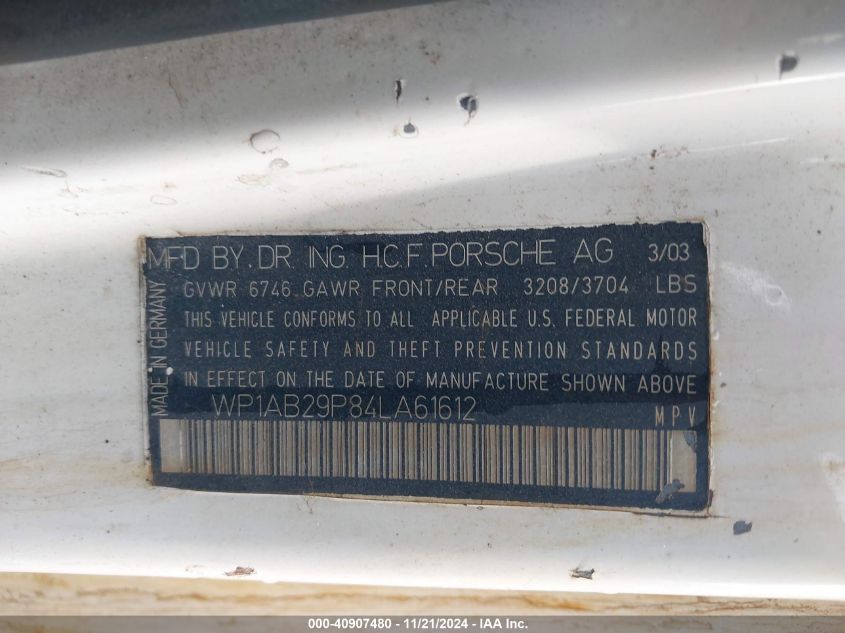 MFD BY. DR. ING. H.C.F. PORSCHE AG 3/03
GVWR 6746 GAWR FRONT/REAR 3208/3704 LBS
THIS VEHICLE CONFORMS TO ALL APPLICABLE U.S. FEDERAL MOTOR
VEHICLE SAFETY AND THEFT PREVENTION STANDARDS
IN EFFECT ON THE DATE OF MANUFACTURE SHOWN ABOVE
MADE IN GERMANY
WP1AB29P84LA61612 MPV
000-40907480 - 11/21/2024 - IAA Inc.